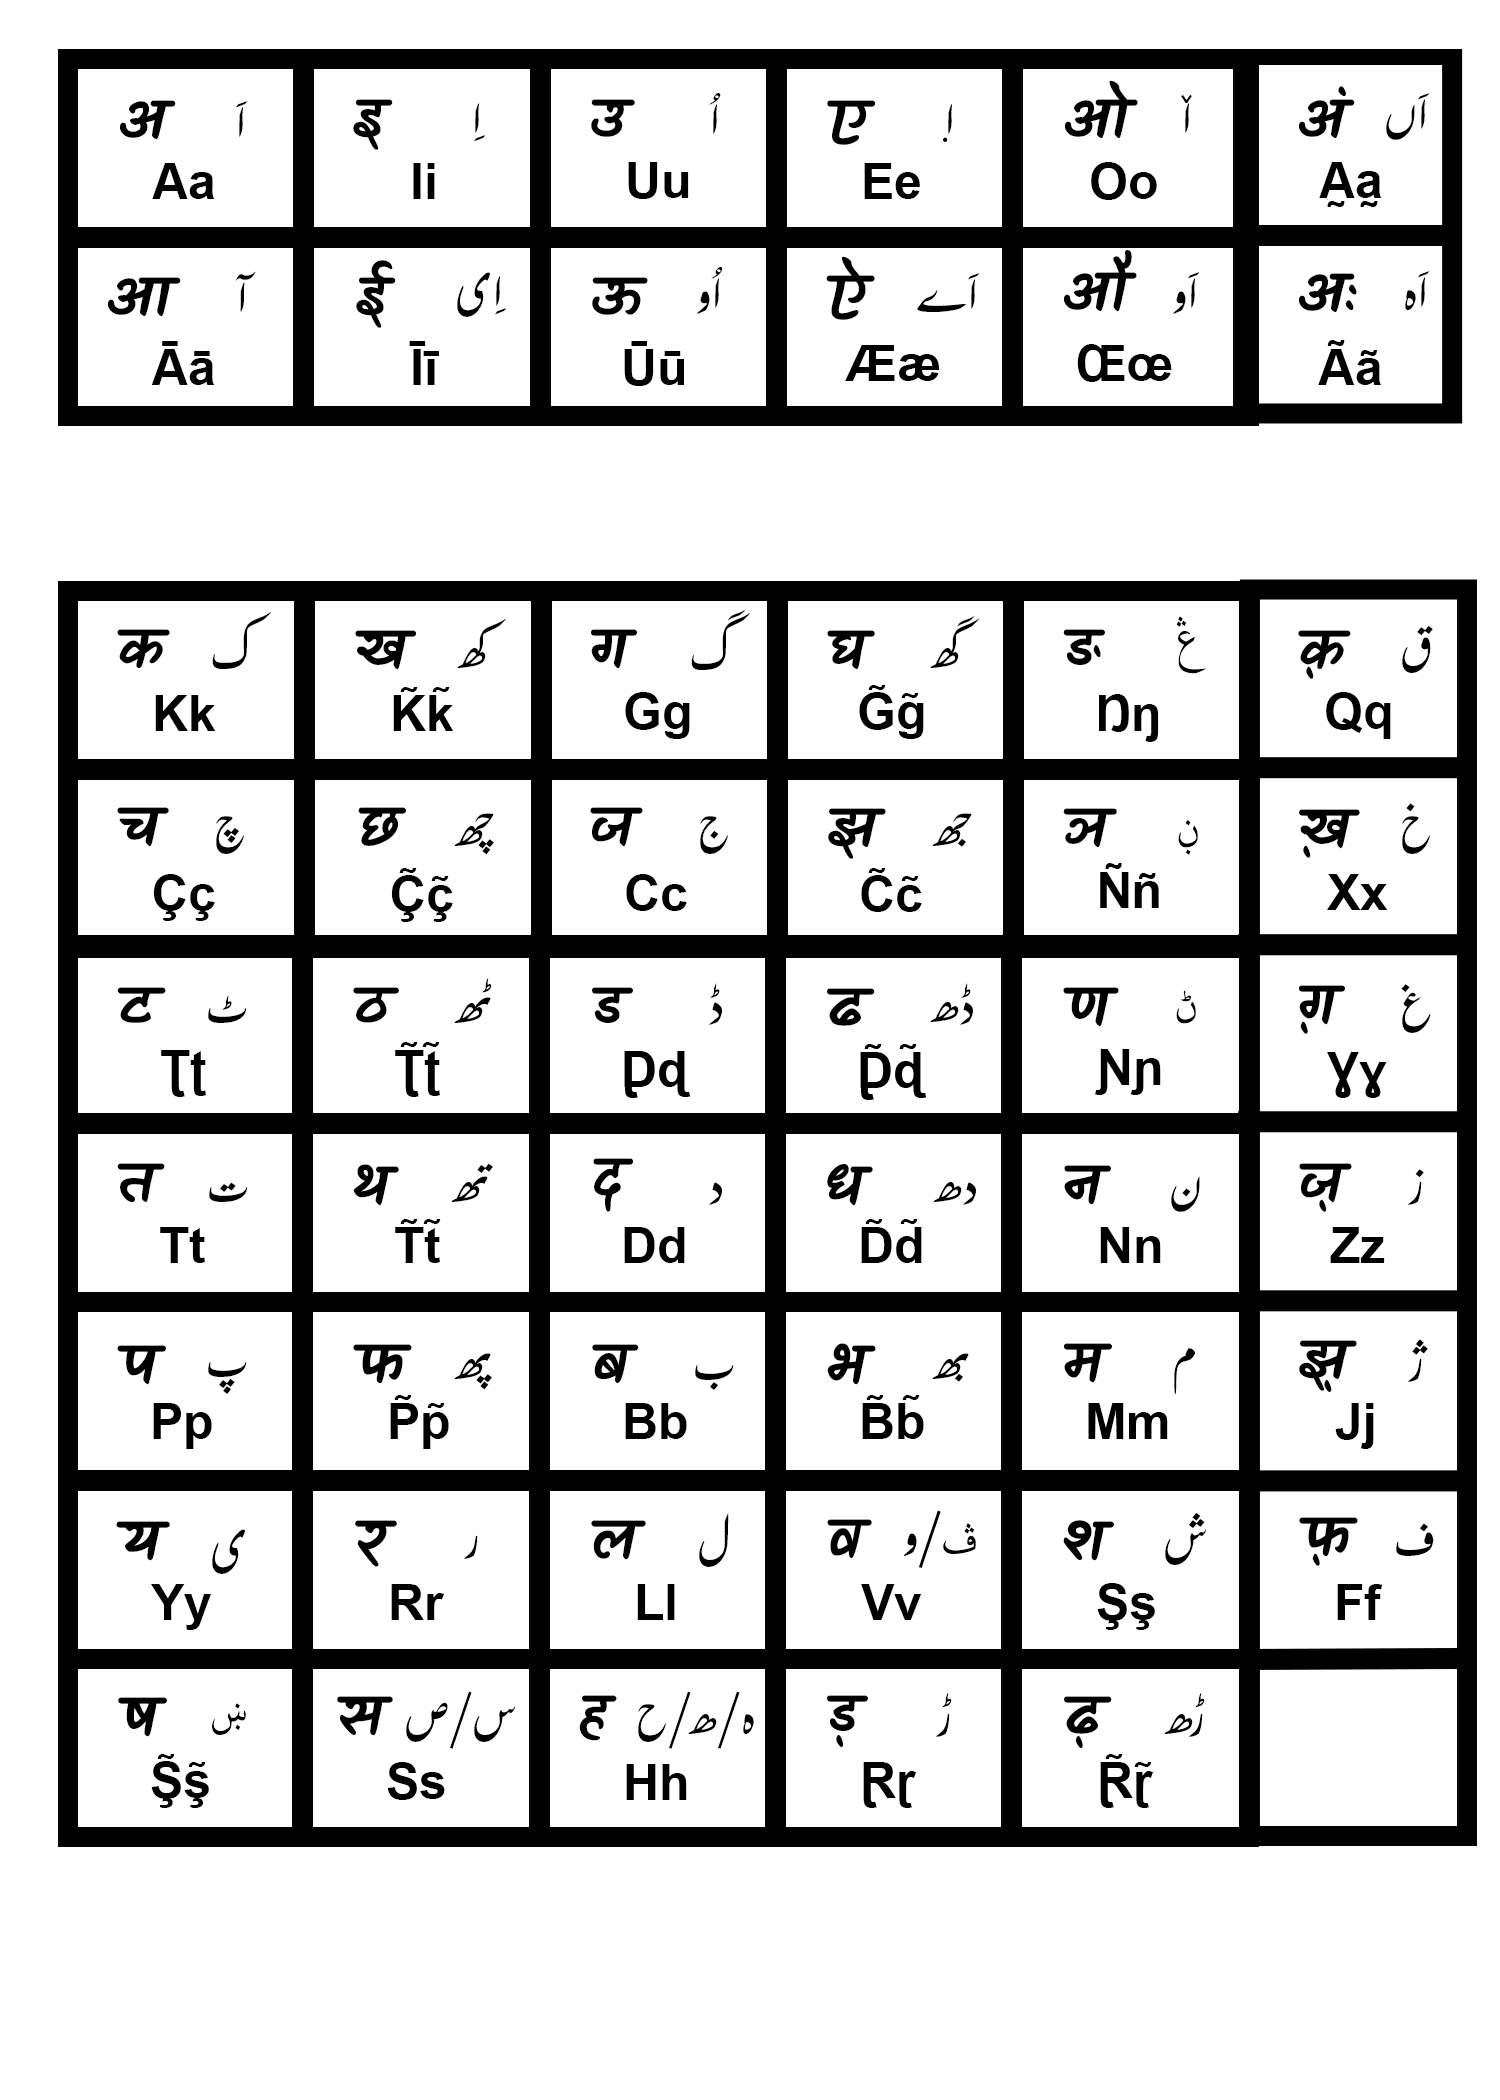 अ اَ इ اِ उ اُ ए اٖ ओ اٚ अं اَں
Aa Ii Uu Ee Oo A̰a̰
आ آ ई اِی ऊ اُو ऐ اَے औ اَو अः اَہ
Āā Īī Ūū Ææ Œœ Ãã
क ک ख کھ ग گ घ گھ ङ ݣ क़ ق
Kk K̃k̃ Gg G̃g̃ Ŋŋ Qq
च چ छ چھ ज ج झ جھ ञ ख़ خ
Çç Ç̃ç̃ Cc C̃c̃ Ññ Xx
ट ٹ ठ ٹھ ड ڈ ढ ڈھ ण ݨ ग़ غ
Ʈƭ Ʈ̃ƭ̃ Ɖɖ Ɖ̃ɖ̃ Ɲɲ Ɣɣ
त ت थ تھ द د ध دھ न ن ज़ ز
Tt T̃t̃ Dd D̃d̃ Nn Zz
प پ फ پھ ब ب भ بھ म م झ़ ژ
Pp P̃p̃ Bb B̃b̃ Mm Jj
य ی र ر ल ل व و/ڤ श ش फ़ ف
Yy Rr Ll Vv Şş Ff
ष ښ स س/ص ह ہ/ھ/ح ड़ ڑ ढ़ ڑھ
Ş̃ş̃ Ss Hh Ɽɽ Ɽ̃ɽ̃